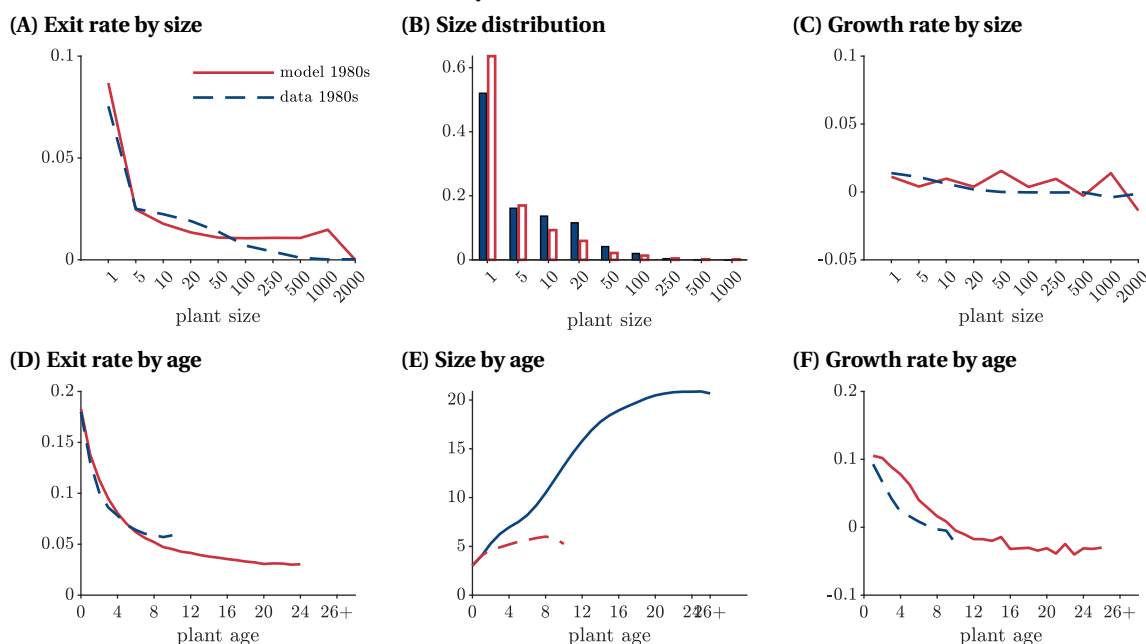 (A) Exit rate by size
0.1
0.05
0
model 1980s
data 1980s
1 5 10 20 50 100 250 500 1000 2000
plant size
(B) Size distribution
0.6
0.4
0.2
0.0
1 5 10 20 50 100 250 500 1000
plant size
(C) Growth rate by size
0.1
0.05
0
-0.05
1 5 10 20 50 100 250 500 1000 2000
plant size
(D) Exit rate by age
0.2
0.15
0.1
0.05
0
0 4 8 12 16 20 24 26+
plant age
(E) Size by age
20
15
10
5
0
0 4 8 12 16 20 24 26+
plant age
(F) Growth rate by age
0.2
0.1
0
-0.1
0 4 8 12 16 20 24 26+
plant age